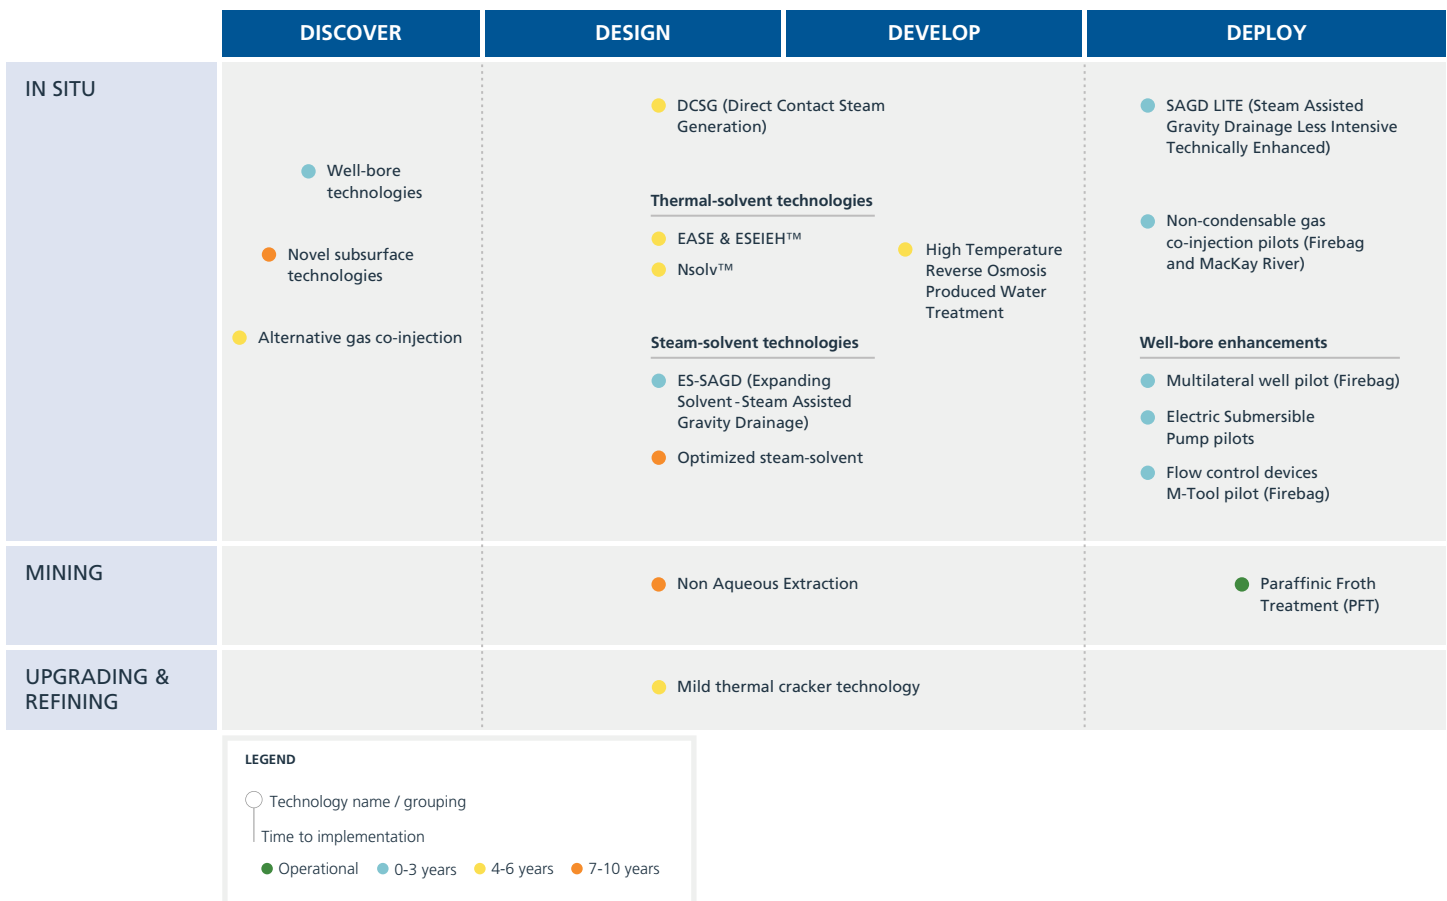 DISCOVER
DESIGN
DEVELOP
DEPLOY
IN SITU
Well-bore
technologies
Novel subsurface
technologies
Alternative gas co-injection
DCSG (Direct Contact Steam
Generation)
Thermal-solvent technologies
EASE & ESEIEH™
Nsolv™
Steam-solvent technologies
ES-SAGD (Expanding
Solvent-Steam Assisted
Gravity Drainage)
Optimized steam-solvent
High Temperature
Reverse Osmosis
Produced Water
Treatment
SAGD LITE (Steam Assisted
Gravity Drainage Less Intensive
Technically Enhanced)
Non-condensable gas
co-injection pilots (Firebag
and MacKay River)
Well-bore enhancements
Multilateral well pilot (Firebag)
Electric Submersible
Pump pilots
Flow control devices
M-Tool pilot (Firebag)
MINING
Non Aqueous Extraction
Paraffinic Froth
Treatment (PFT)
UPGRADING &
REFINING
Mild thermal cracker technology
LEGEND
Technology name / grouping
Time to implementation
Operational
0-3 years
4-6 years
7-10 years